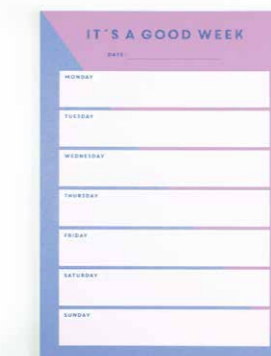 IT´S A GOOD WEEK
DATE:
MONDAY
TUESDAY
WEDNESDAY
THURSDAY
FRIDAY
SATURDAY
SUNDAY